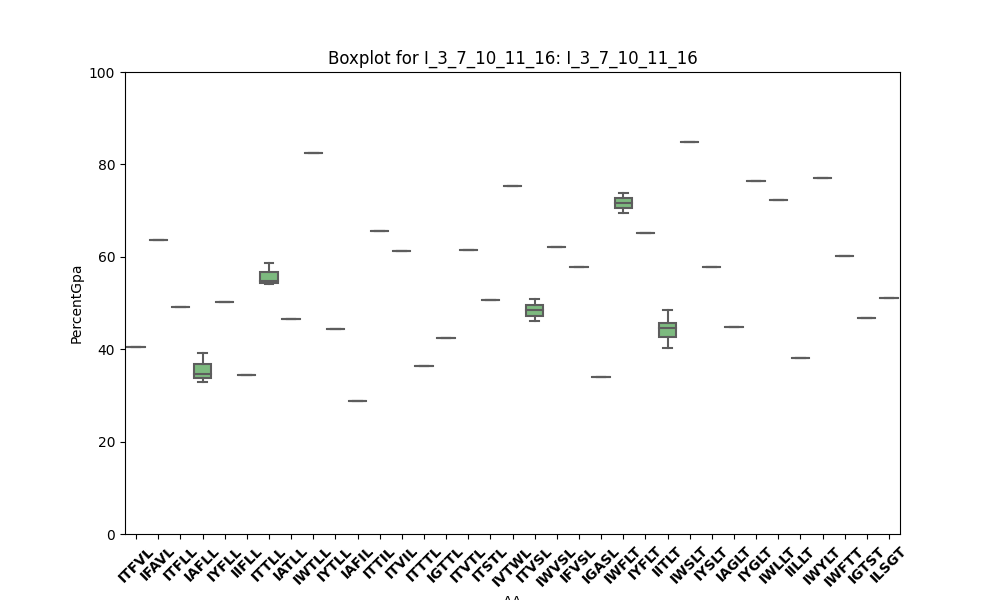 Boxplot for I_3_7_10_11_16: I_3_7_10_11_16
100
80
60
40
20
0
PercentGpa
ITFVL IFAVL ITFLL IAFLL IYFLL IIFLL ITTLL IATLL IWTLL IYTLL IAFIL ITTIL ITVIL ITTTL IGTTL ITVTL ITSTL IVTWL ITVSL IWVSL IFVSL IGASL IWFLT IYFLT IITLT IWSLT IYSLT IAGLT IYGLT IWLLT IILLT IWYLT IWFTT IGTST ILSGT